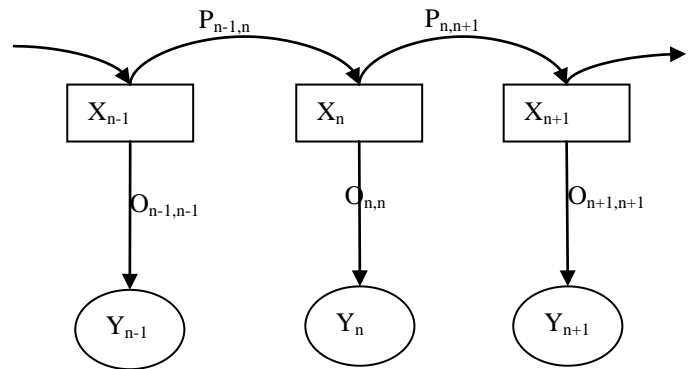 P_{n-1,n} P_{n,n+1}
X_{n-1} X_n X_{n+1}
O_{n-1,n-1} O_{n,n} O_{n+1,n+1}
Y_{n-1} Y_n Y_{n+1}